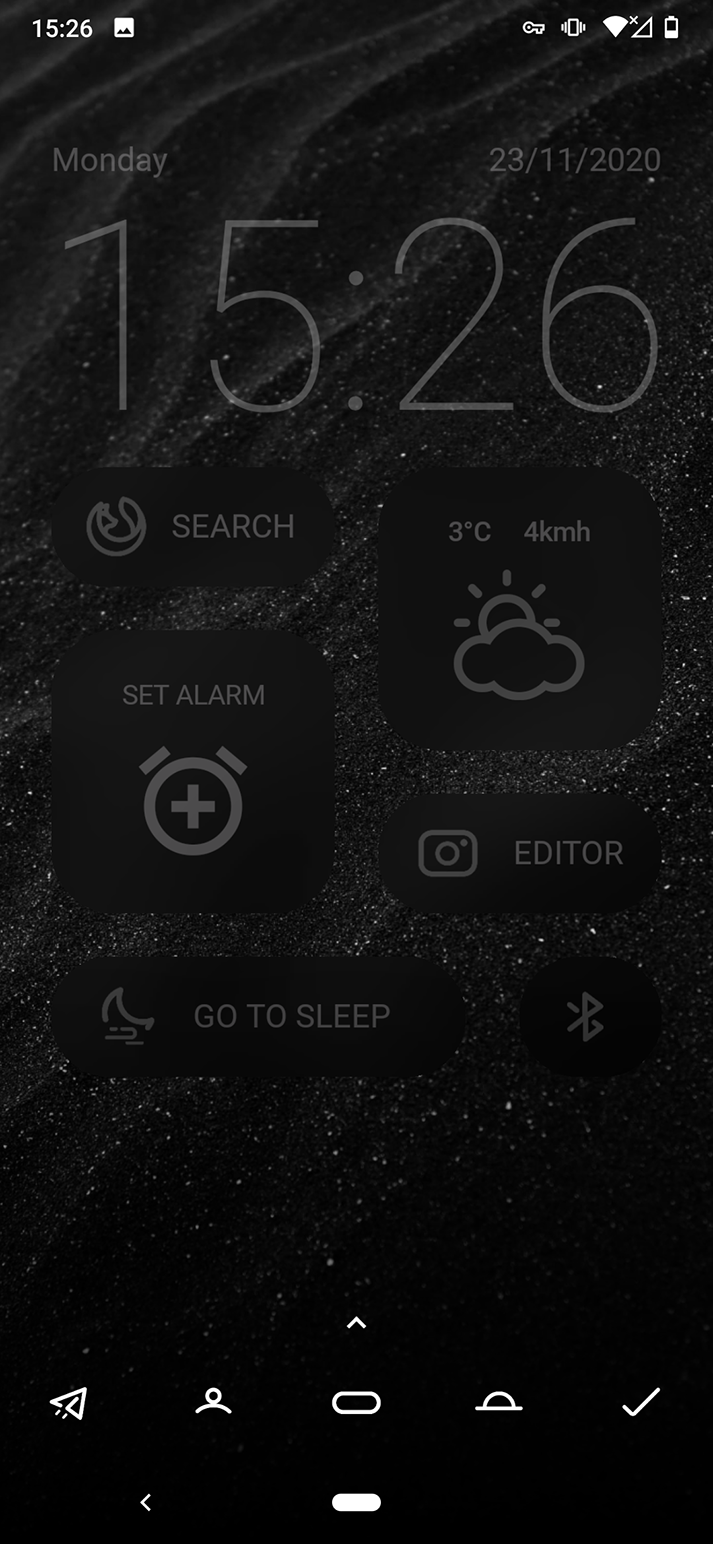 15:26
Monday 23/11/2020
15:26
SEARCH
3°C 4kmh
SET ALARM
EDITOR
GO TO SLEEP